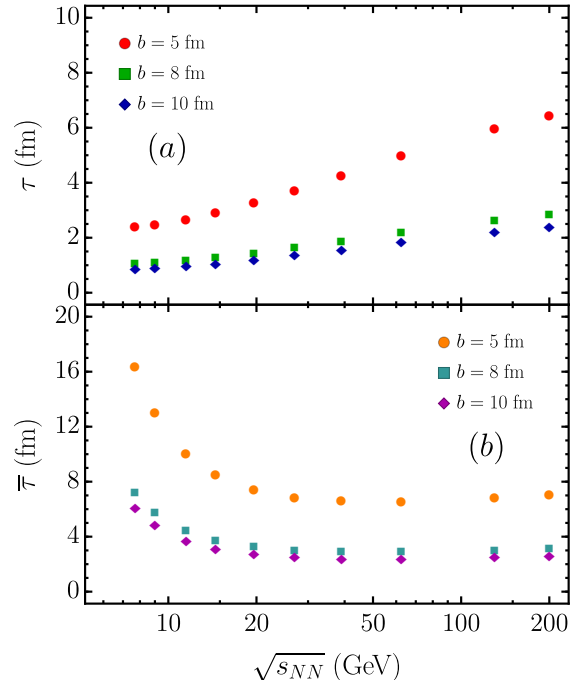 10
8
6
4
2
0
τ (fm)
b = 5 fm
b = 8 fm
b = 10 fm
(a)
20
16
12
8
4
0
τ̅ (fm)
b = 5 fm
b = 8 fm
b = 10 fm
(b)
10 20 50 100 200
√sNN (GeV)